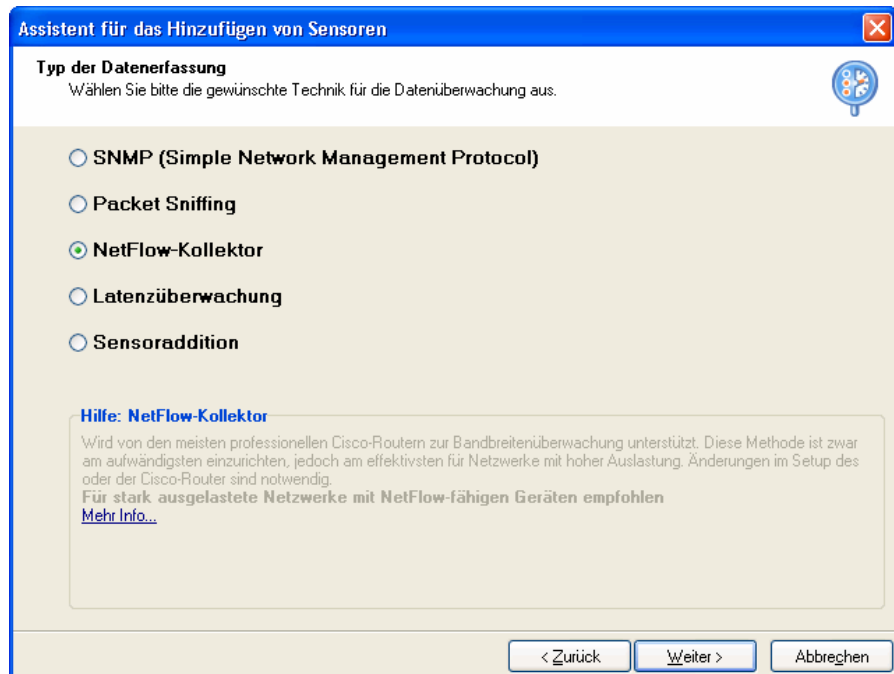 Assistent für das Hinzufügen von Sensoren
Typ der Datenerfassung
Wählen Sie bitte die gewünschte Technik für die Datenüberwachung aus.
SNMP (Simple Network Management Protocol)
Packet Sniffing
NetFlow-Kollektor
Latenzüberwachung
Sensoraddition
Hilfe: NetFlow-Kollektor
Wird von den meisten professionellen Cisco-Routern zur Bandbreitenüberwachung unterstützt. Diese Methode ist zwar
am aufwändigsten einzurichten, jedoch am effektivsten für Netzwerke mit hoher Auslastung. Änderungen im Setup des
oder der Cisco-Router sind notwendig.
Für stark ausgelastete Netzwerke mit NetFlow-fähigen Geräten empfohlen
Mehr Info...
< Zurück
Weiter >
Abbrechen